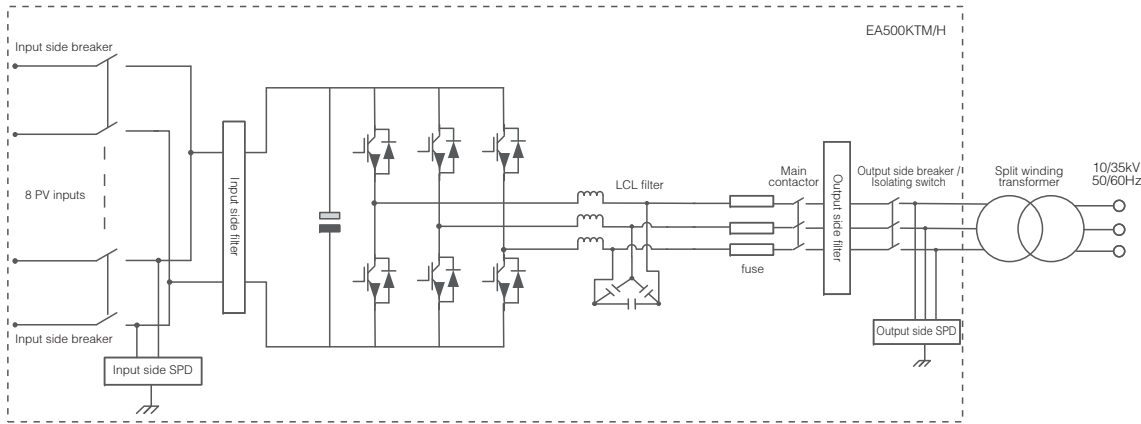 EA500KTM/H
Input side breaker
8 PV inputs
Input side breaker
Input side SPD
Input side filter
LCL filter
fuse
Main
contactor
Output side filter
Output side breaker /
Isolating switch
Output side SPD
Split winding
transformer
10/35kV
50/60Hz